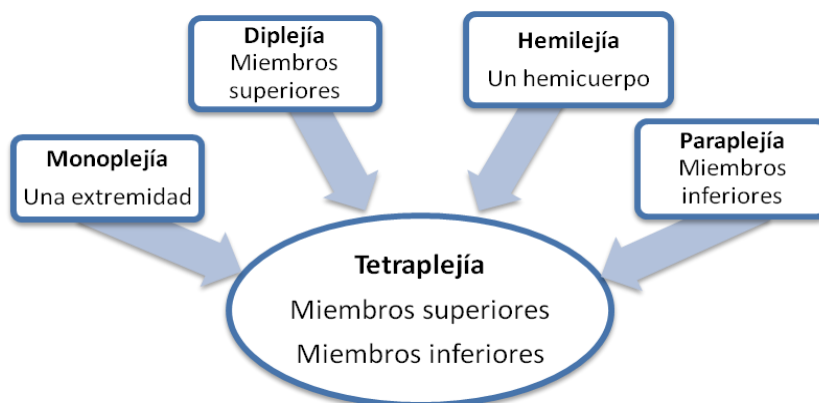 Diplejía
Miembros
superiores
Hemilejía
Un hemicuerpo
Monoplejía
Una extremidad
Paraplejía
Miembros
inferiores
Tetraplejía
Miembros superiores
Miembros inferiores